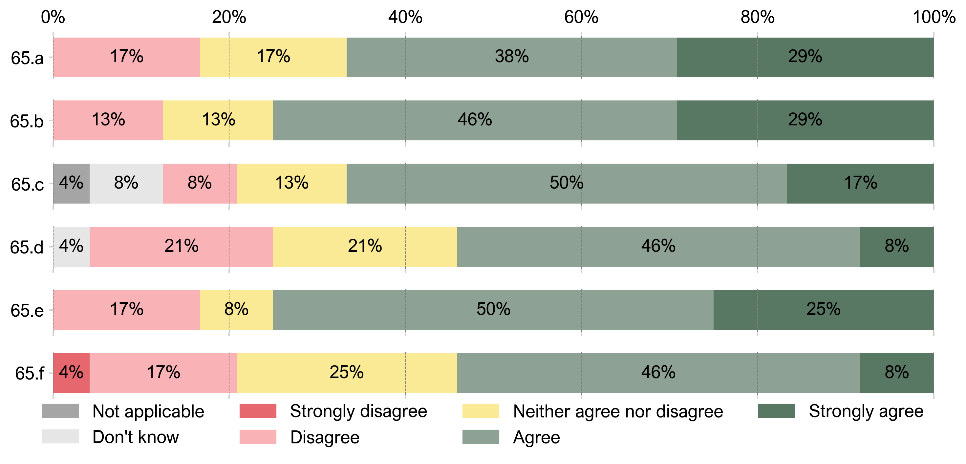 0% 20% 40% 60% 80% 100%
65.a 17% 17% 38% 29%
65.b 13% 13% 46% 29%
65.c 4% 8% 8% 13% 50% 17%
65.d 4% 21% 21% 46% 8%
65.e 17% 8% 50% 25%
65.f 4% 17% 25% 46% 8%
Not applicable Strongly disagree Neither agree nor disagree Strongly agree
Don't know Disagree Agree